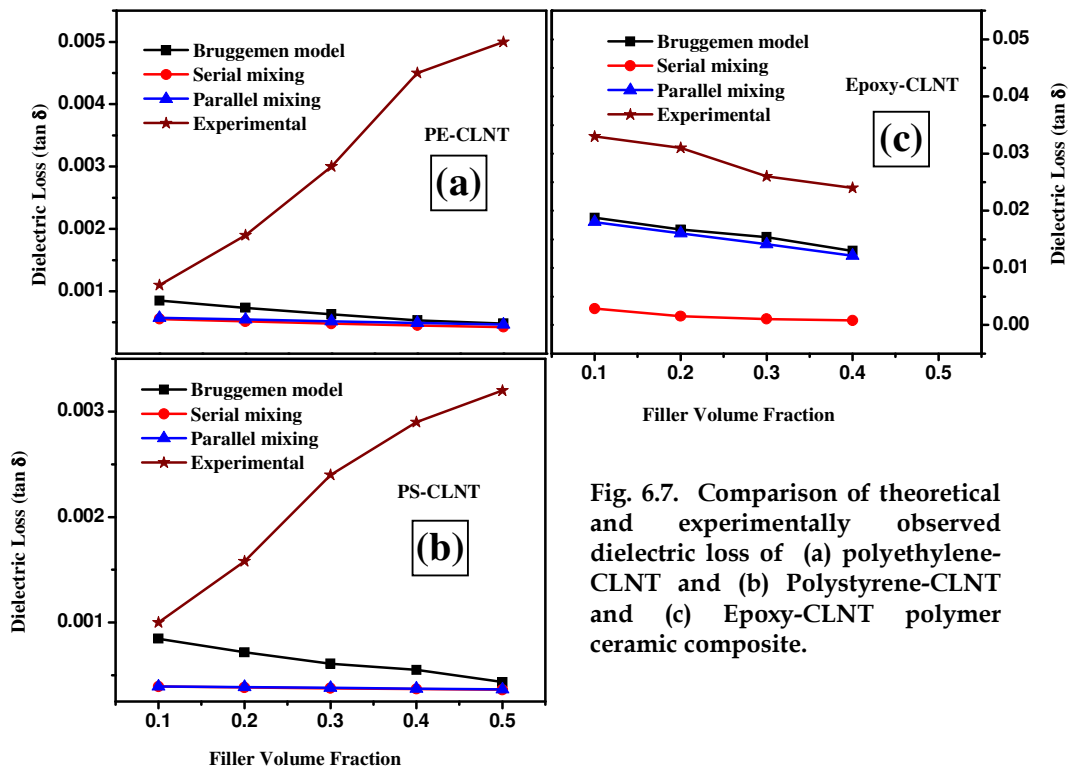 0.005
0.004
0.003
0.002
0.001
Dielectric Loss (tan δ)
Bruggemen model
Serial mixing
Parallel mixing
Experimental
PE-CLNT
(a)
0.003
0.002
0.001
Dielectric Loss (tan δ)
Bruggemen model
Serial mixing
Parallel mixing
Experimental
PS-CLNT
(b)
0.1 0.2 0.3 0.4 0.5
Filler Volume Fraction
Bruggemen model
Serial mixing
Parallel mixing
Experimental
Epoxy-CLNT
(c)
0.05
0.04
0.03
0.02
0.01
0.00
Dielectric Loss (tan δ)
0.1 0.2 0.3 0.4 0.5
Filler Volume Fraction
Fig. 6.7. Comparison of theoretical
and experimentally observed
dielectric loss of (a) polyethylene-
CLNT and (b) Polystyrene-CLNT
and (c) Epoxy-CLNT polymer
ceramic composite.